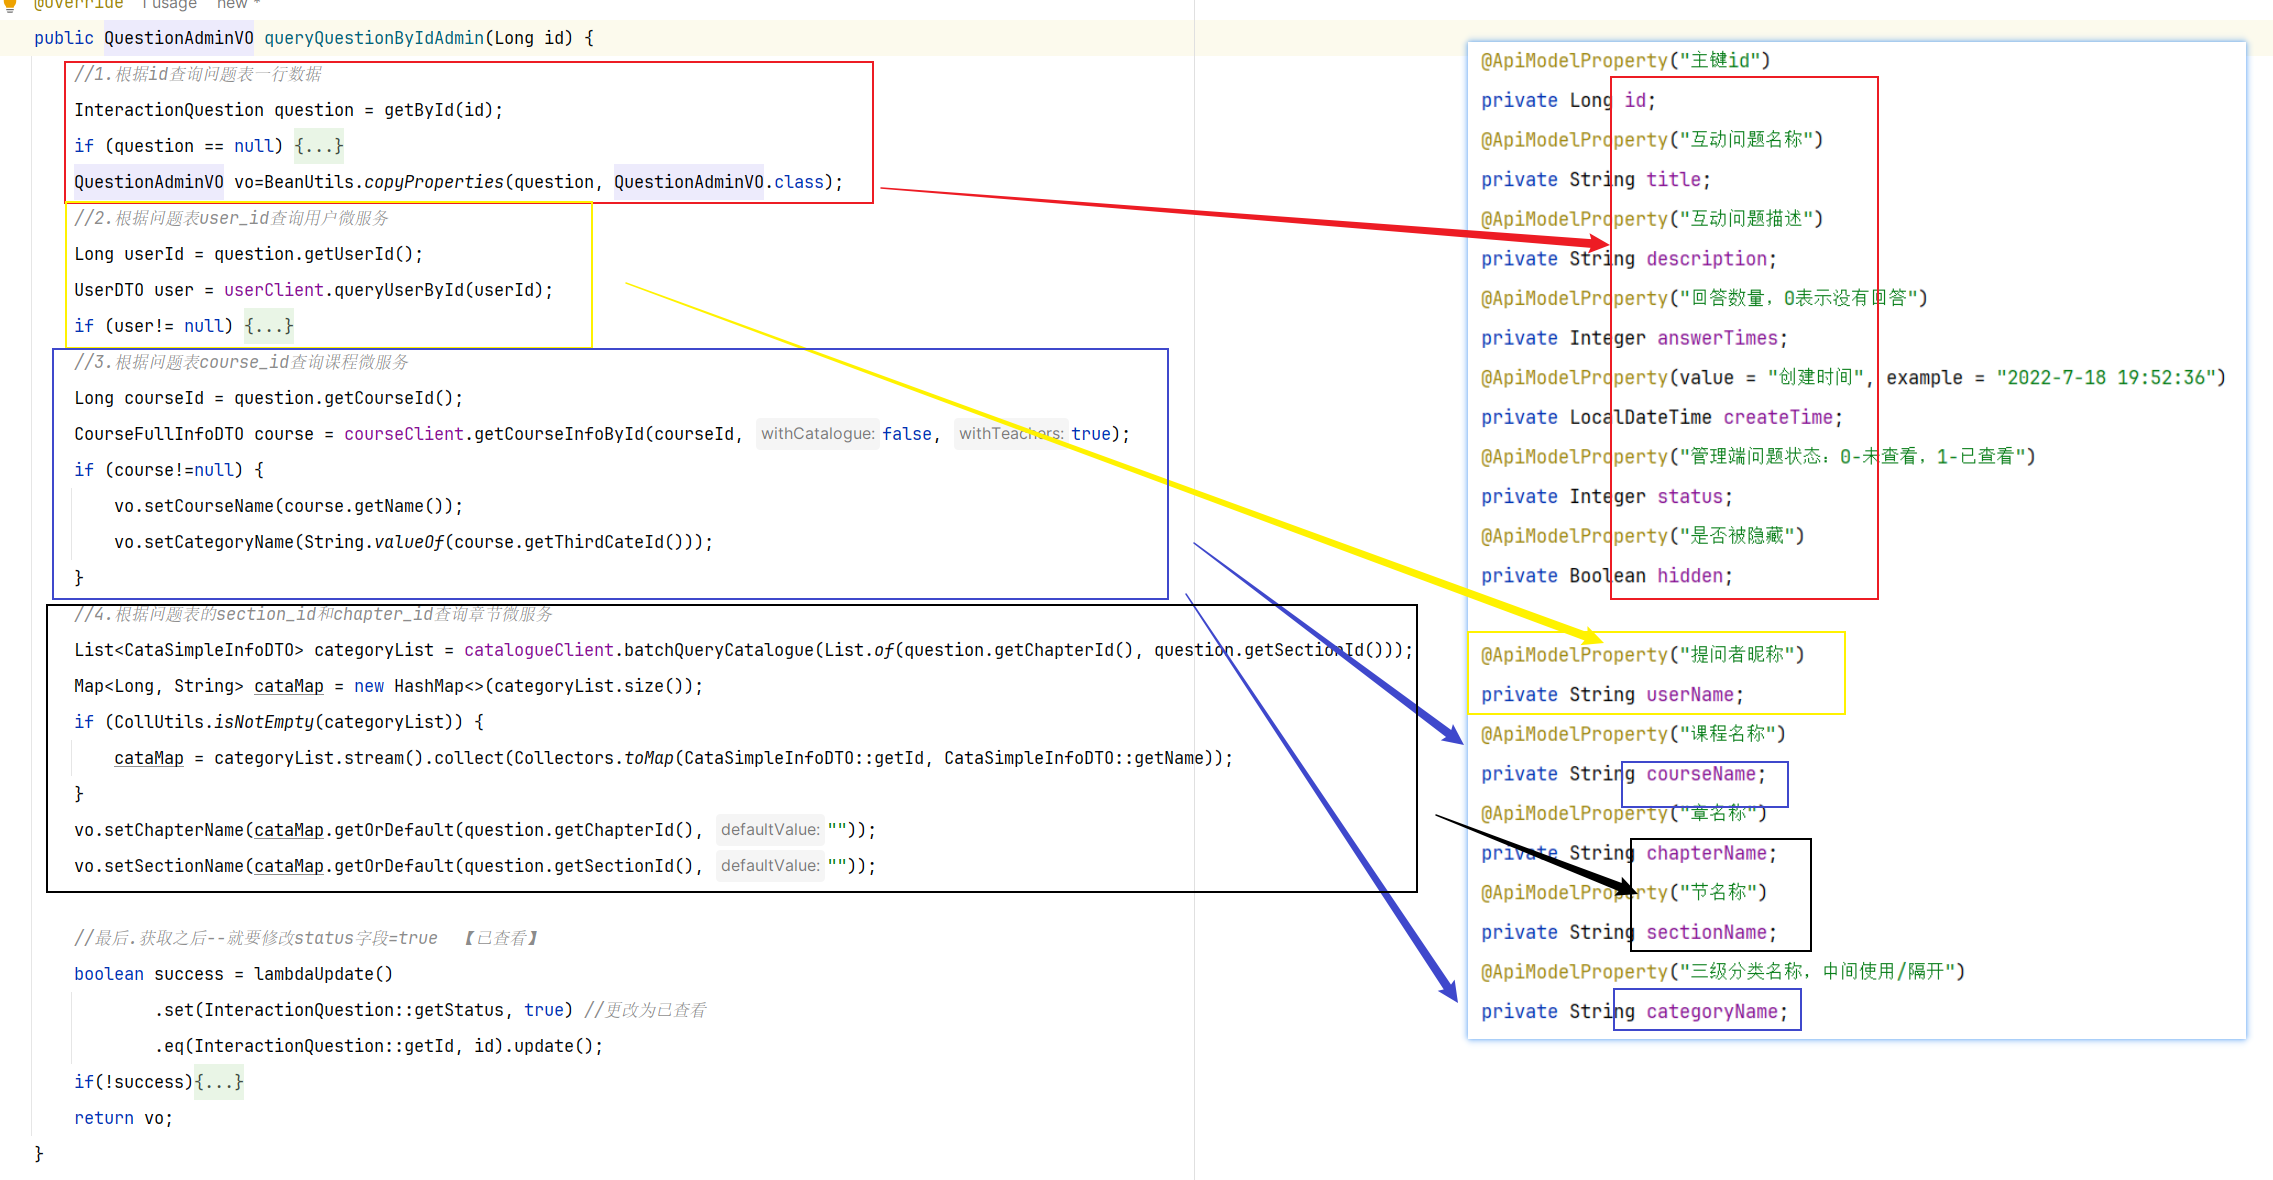 @Override 1 usage new *
public QuestionAdminVO queryQuestionByIdAdmin(Long id) {
//1.根据id查询问题表一行数据
InteractionQuestion question = getById(id);
if (question == null) {...}
QuestionAdminVO vo=BeanUtils.copyProperties(question, QuestionAdminVO.class);
//2.根据问题表user_id查询用户微服务
Long userId = question.getUserId();
UserDTO user = userClient.queryUserById(userId);
if (user!= null) {...}
//3.根据问题表course_id查询课程微服务
Long courseId = question.getCourseId();
CourseFullInfoDTO course = courseClient.getCourseInfoById(courseId, withCatalogue: false, withTeachers: true);
if (course!=null) {
vo.setCourseName(course.getName());
vo.setCategoryName(String.valueOf(course.getThirdCateId()));
}
//4.根据问题表的section_id和chapter_id查询章节微服务
List<CataSimpleInfoDTO> categoryList = catalogueClient.batchQueryCatalogue(List.of(question.getChapterId(), question.getSectionId()));
Map<Long, String> cataMap = new HashMap<>(categoryList.size());
if (CollUtils.isNotEmpty(categoryList)) {
cataMap = categoryList.stream().collect(Collectors.toMap(CataSimpleInfoDTO::getId, CataSimpleInfoDTO::getName));
}
vo.setChapterName(cataMap.getOrDefault(question.getChapterId(), defaultValue: ""));
vo.setSectionName(cataMap.getOrDefault(question.getSectionId(), defaultValue: ""));
//最后.获取之后--就要修改status字段=true 【已查看】
boolean success = lambdaUpdate()
.set(InteractionQuestion::getStatus, true) //更改为已查看
.eq(InteractionQuestion::getId, id).update();
if(!success){...}
return vo;
}
@ApiModelProperty("主键id")
private Long id;
@ApiModelProperty("互动问题名称")
private String title;
@ApiModelProperty("互动问题描述")
private String description;
@ApiModelProperty("回答数量，0表示没有回答")
private Integer answerTimes;
@ApiModelProperty(value = "创建时间", example = "2022-7-18 19:52:36")
private LocalDateTime createTime;
@ApiModelProperty("管理端问题状态：0-未查看，1-已查看")
private Integer status;
@ApiModelProperty("是否被隐藏")
private Boolean hidden;
@ApiModelProperty("提问者昵称")
private String userName;
@ApiModelProperty("课程名称")
private String courseName;
@ApiModelProperty("章名称")
private String chapterName;
@ApiModelProperty("节名称")
private String sectionName;
@ApiModelProperty("三级分类名称，中间使用/隔开")
private String categoryName;